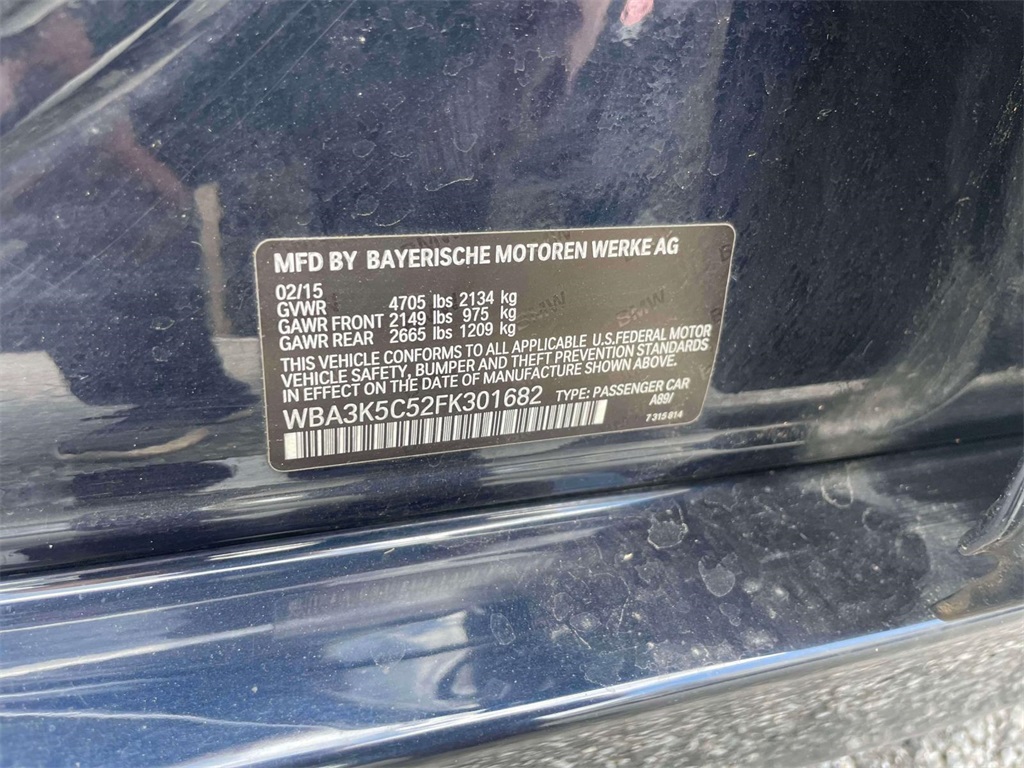 MFD BY BAYERISCHE MOTOREN WERKE AG
02/15
GVWR 4705 lbs 2134 kg
GAWR FRONT 2149 lbs 975 kg
GAWR REAR 2665 lbs 1209 kg
THIS VEHICLE CONFORMS TO ALL APPLICABLE U.S.FEDERAL MOTOR
VEHICLE SAFETY, BUMPER AND THEFT PREVENTION STANDARDS
IN EFFECT ON THE DATE OF MANUFACTURE SHOWN ABOVE.
WBA3K5C52FK301682 TYPE: PASSENGER CAR
A89/
7 315 814